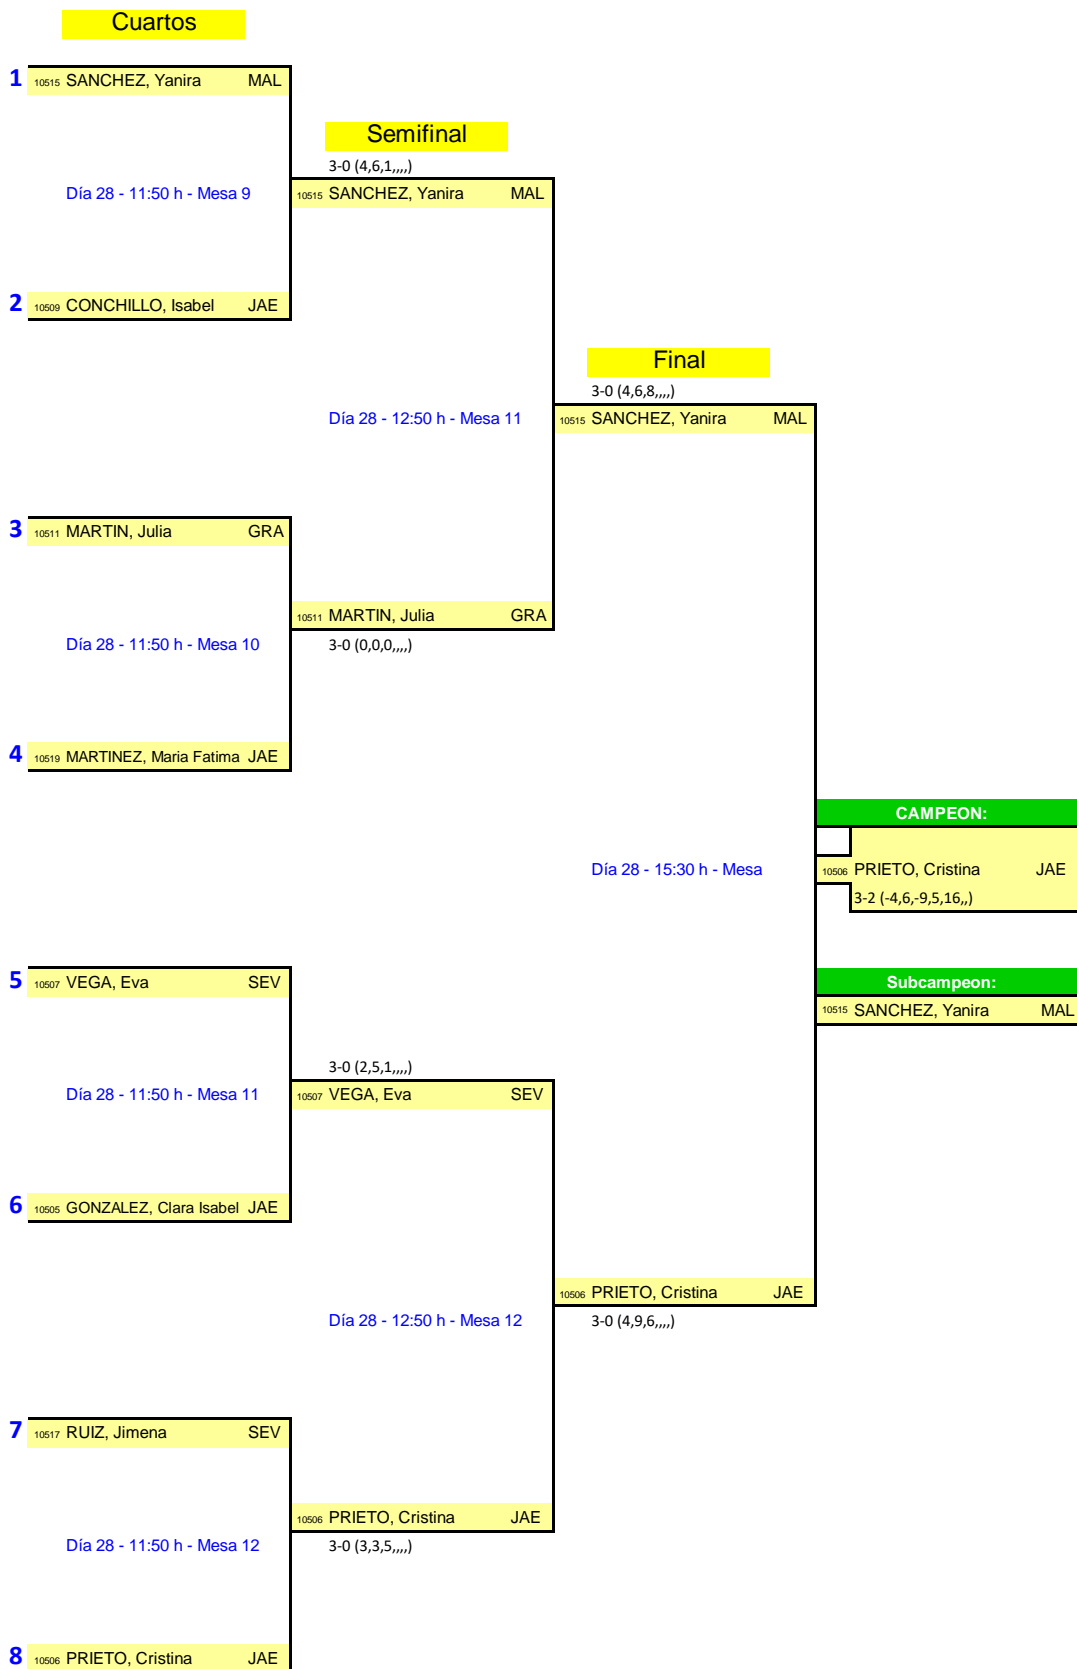 Cuartos
1 10515 SANCHEZ, Yanira MAL
Semifinal
3-0 (4,6,1,,,,)
Día 28 - 11:50 h - Mesa 9
10515 SANCHEZ, Yanira MAL
2 10509 CONCHILLO, Isabel JAE
Final
3-0 (4,6,8,,,,)
Día 28 - 12:50 h - Mesa 11
10515 SANCHEZ, Yanira MAL
3 10511 MARTIN, Julia GRA
10511 MARTIN, Julia GRA
Día 28 - 11:50 h - Mesa 10
3-0 (0,0,0,,,,)
4 10519 MARTINEZ, Maria Fatima JAE
CAMPEON:
Día 28 - 15:30 h - Mesa
10506 PRIETO, Cristina JAE
3-2 (-4,6,-9,5,16,,)
5 10507 VEGA, Eva SEV
Subcampeon:
10515 SANCHEZ, Yanira MAL
3-0 (2,5,1,,,,)
Día 28 - 11:50 h - Mesa 11
10507 VEGA, Eva SEV
6 10505 GONZALEZ, Clara Isabel JAE
10506 PRIETO, Cristina JAE
Día 28 - 12:50 h - Mesa 12
3-0 (4,9,6,,,,)
7 10517 RUIZ, Jimena SEV
10506 PRIETO, Cristina JAE
Día 28 - 11:50 h - Mesa 12
3-0 (3,3,5,,,,)
8 10506 PRIETO, Cristina JAE